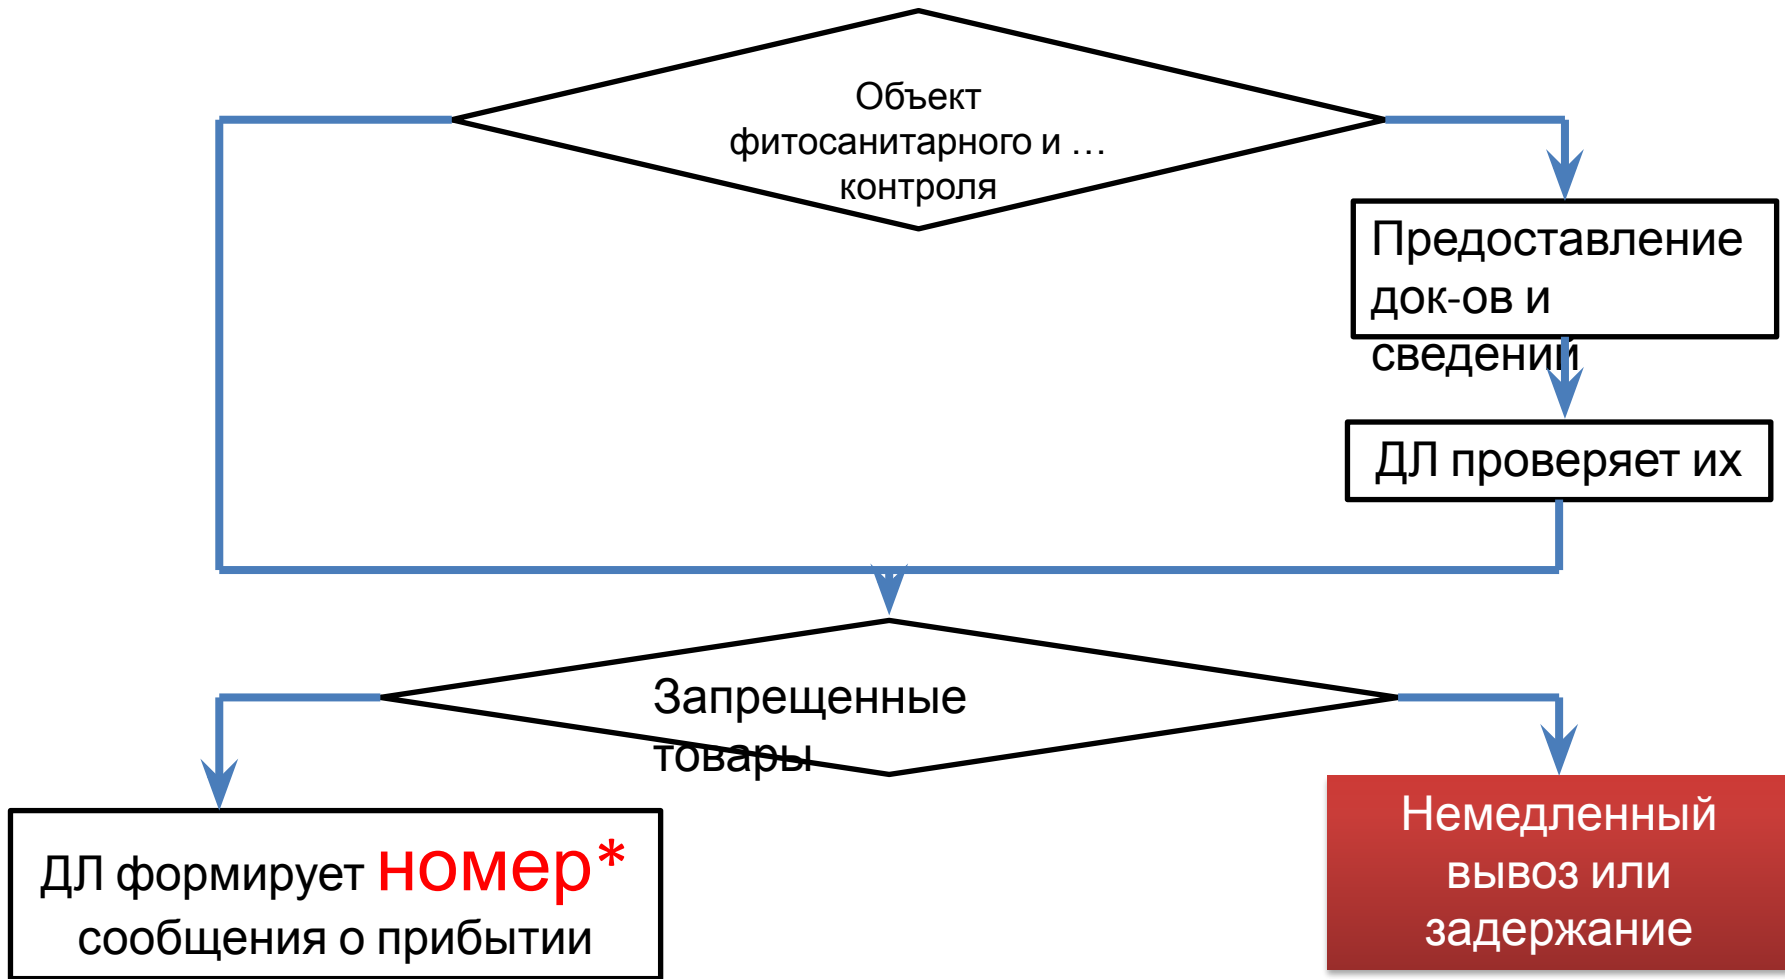 Объект
фитосанитарного и …
контроля
Предоставление
док-ов и
сведений
ДЛ проверяет их
Запрещенные
товары
ДЛ формирует номер*
сообщения о прибытии
Немедленный
вывоз или
задержание